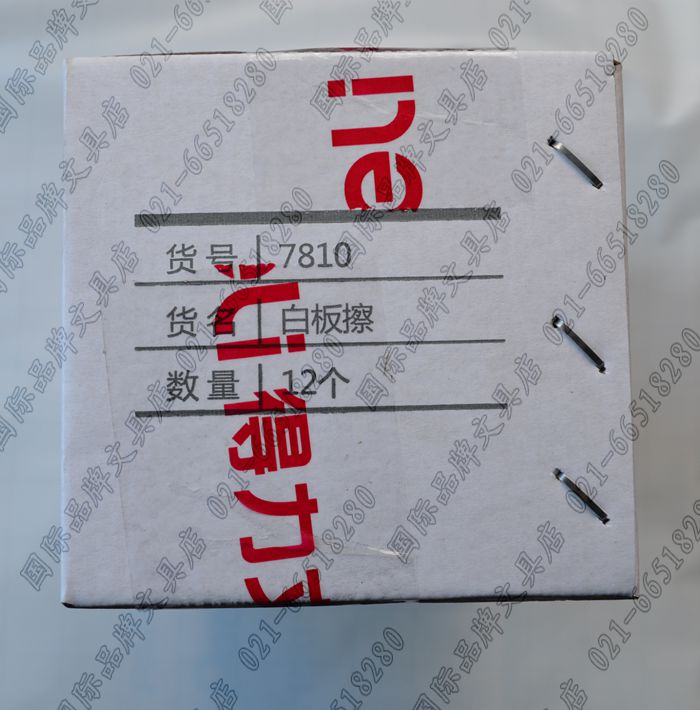 货号 7810
货名 白板擦
数量 12个
得力
国际品牌文具店 021-66518280